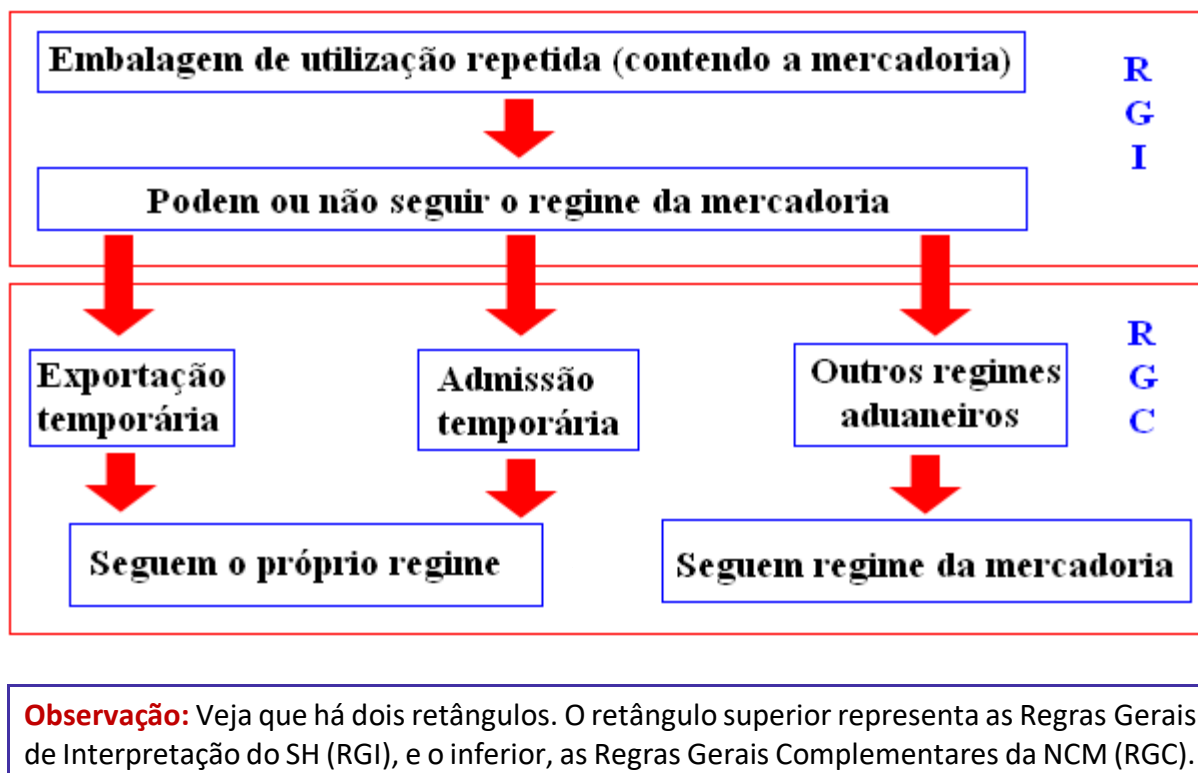 Embalagem de utilização repetida (contendo a mercadoria)
R
G
I
Podem ou não seguir o regime da mercadoria
Exportação
temporária
Admissão
temporária
Outros regimes
aduaneiros
R
G
C
Seguem o próprio regime
Seguem regime da mercadoria
Observação: Veja que há dois retângulos. O retângulo superior representa as Regras Gerais
de Interpretação do SH (RGI), e o inferior, as Regras Gerais Complementares da NCM (RGC).